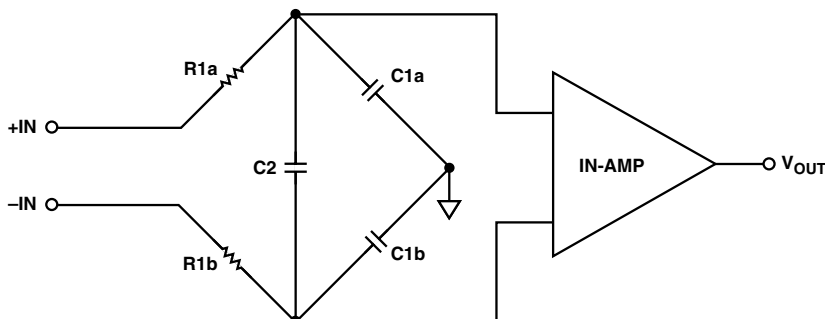 R1a
C1a
+IN
C2
IN-AMP
VOUT
–IN
R1b
C1b